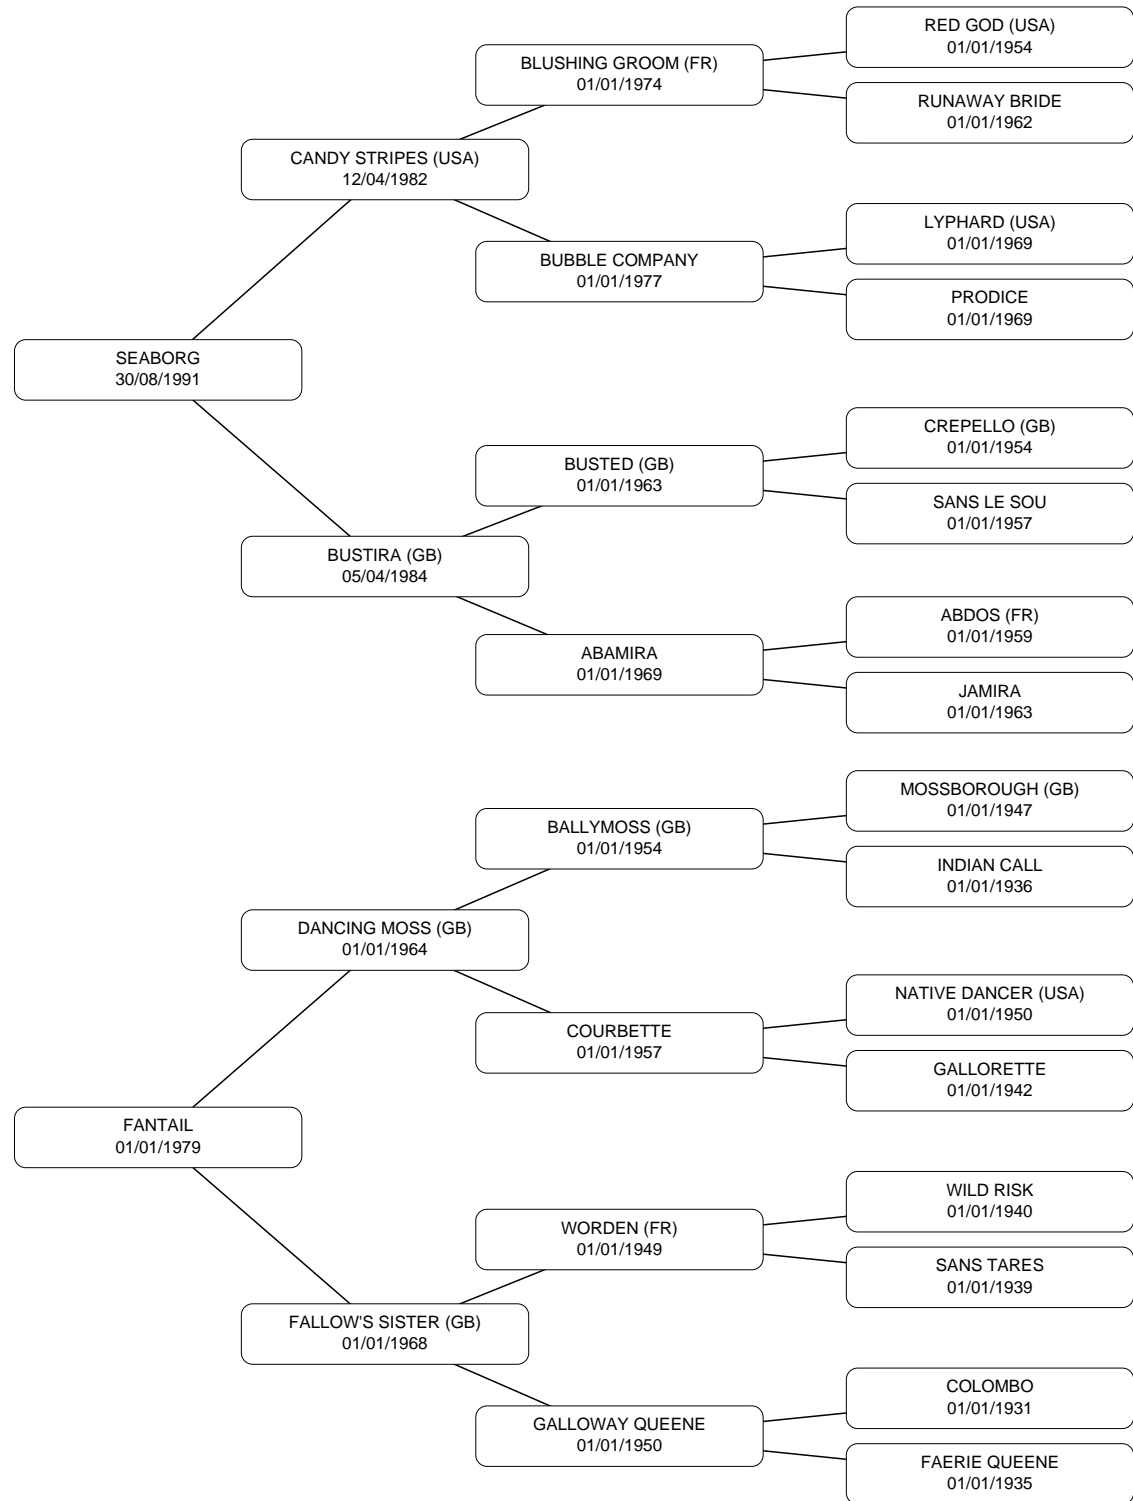 RED GOD (USA)
01/01/1954
BLUSHING GROOM (FR)
01/01/1974
RUNAWAY BRIDE
01/01/1962
CANDY STRIPES (USA)
12/04/1982
LYPHARD (USA)
01/01/1969
BUBBLE COMPANY
01/01/1977
PRODICE
01/01/1969
SEABORG
30/08/1991
CREPELLO (GB)
01/01/1954
BUSTED (GB)
01/01/1963
SANS LE SOU
01/01/1957
BUSTIRA (GB)
05/04/1984
ABDOS (FR)
01/01/1959
ABAMIRA
01/01/1969
JAMIRA
01/01/1963
MOSSBOROUGH (GB)
01/01/1947
BALLYMOSS (GB)
01/01/1954
INDIAN CALL
01/01/1936
DANCING MOSS (GB)
01/01/1964
NATIVE DANCER (USA)
01/01/1950
COURBETTE
01/01/1957
GALLORETTE
01/01/1942
FANTAIL
01/01/1979
WILD RISK
01/01/1940
WORDEN (FR)
01/01/1949
SANS TARES
01/01/1939
FALLOW'S SISTER (GB)
01/01/1968
COLOMBO
01/01/1931
GALLOWAY QUEENE
01/01/1950
FAERIE QUEENE
01/01/1935